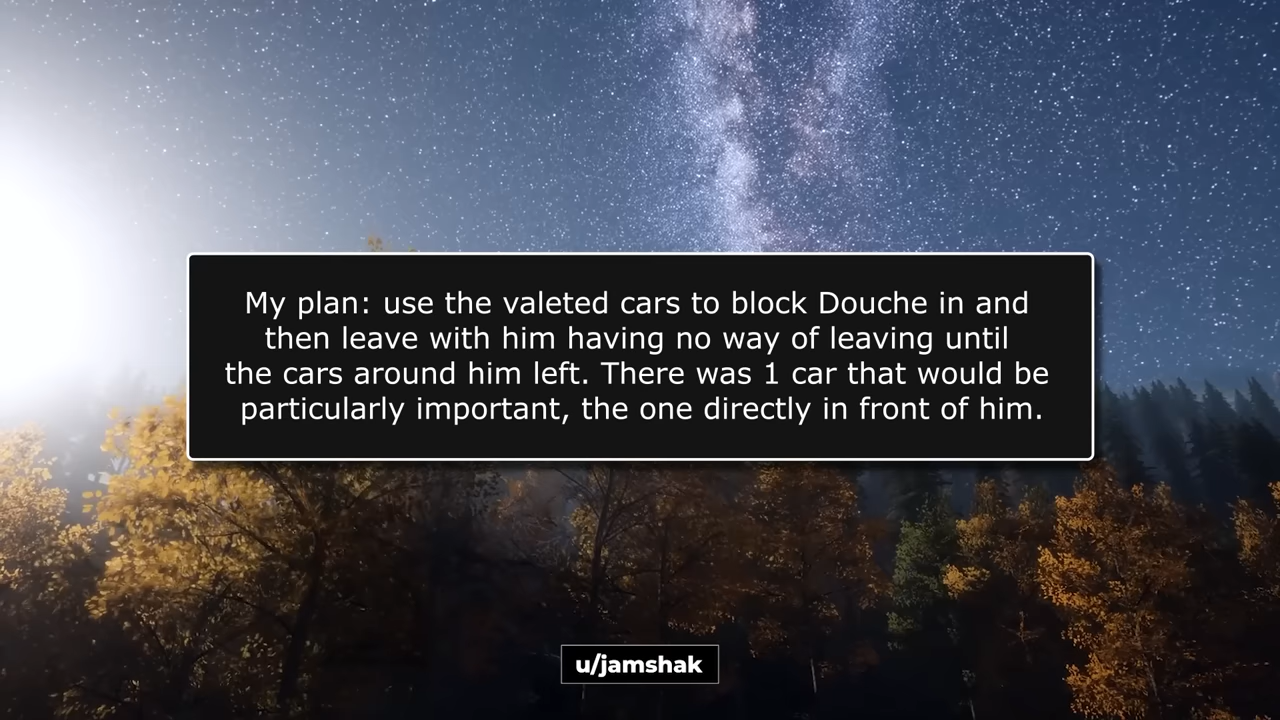 My plan: use the valeted cars to block Douche in and
then leave with him having no way of leaving until
the cars around him left. There was 1 car that would be
particularly important, the one directly in front of him.
u/jamshak